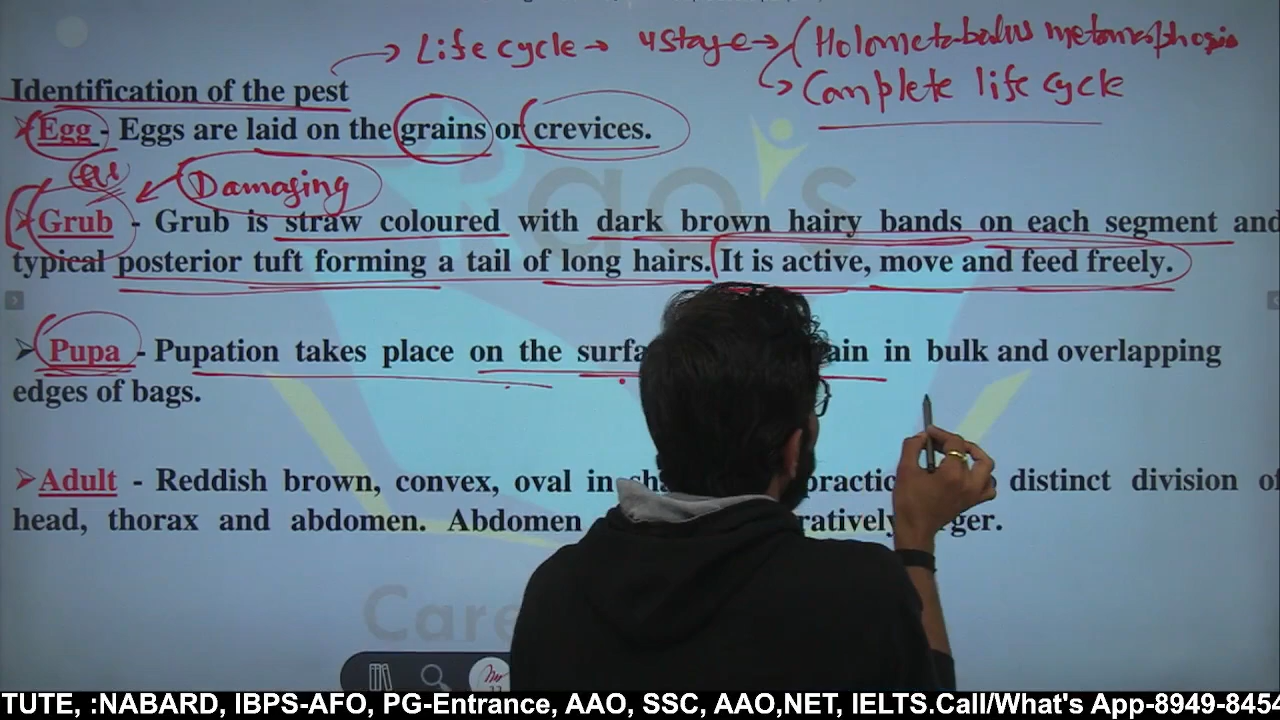 Life cycle → 4 stage → (Holometabolus metamorphosis
→ Complete life cycle
Identification of the pest
➢ Egg - Eggs are laid on the grains or crevices.
Damaging
➢ Grub - Grub is straw coloured with dark brown hairy bands on each segment and
typical posterior tuft forming a tail of long hairs. It is active, move and feed freely.
➢ Pupa - Pupation takes place on the surfa ain in bulk and overlapping
edges of bags.
➢ Adult - Reddish brown, convex, oval in sha practic distinct division of
head, thorax and abdomen. Abdomen ratively ger.
ao's
Care
TUTE, :NABARD, IBPS-AFO, PG-Entrance, AAO, SSC, AAO,NET, IELTS.Call/What's App-8949-8454